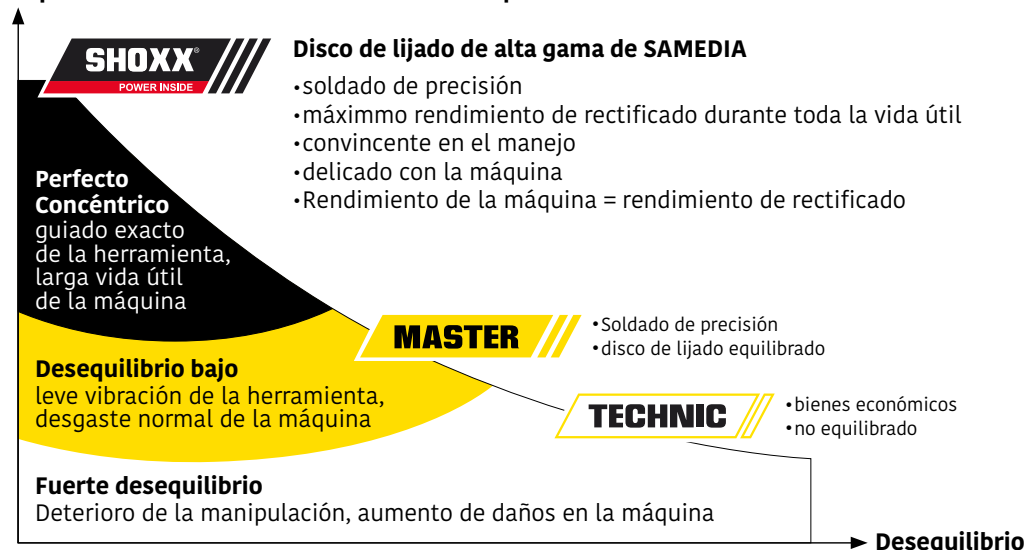 SHOXX®
POWER INSIDE
Disco de lijado de alta gama de SAMEDIA
•soldado de precisión
•máximmo rendimiento de rectificado durante toda la vida útil
•convincente en el manejo
•delicado con la máquina
•Rendimiento de la máquina = rendimiento de rectificado
Perfecto
Concéntrico
guiado exacto
de la herramienta,
larga vida útil
de la máquina
MASTER
•Soldado de precisión
•disco de lijado equilibrado
Desequilibrio bajo
leve vibración de la herramienta,
desgaste normal de la máquina
TECHNIC
•bienes económicos
•no equilibrado
Fuerte desequilibrio
Deterioro de la manipulación, aumento de daños en la máquina
Desequilibrio